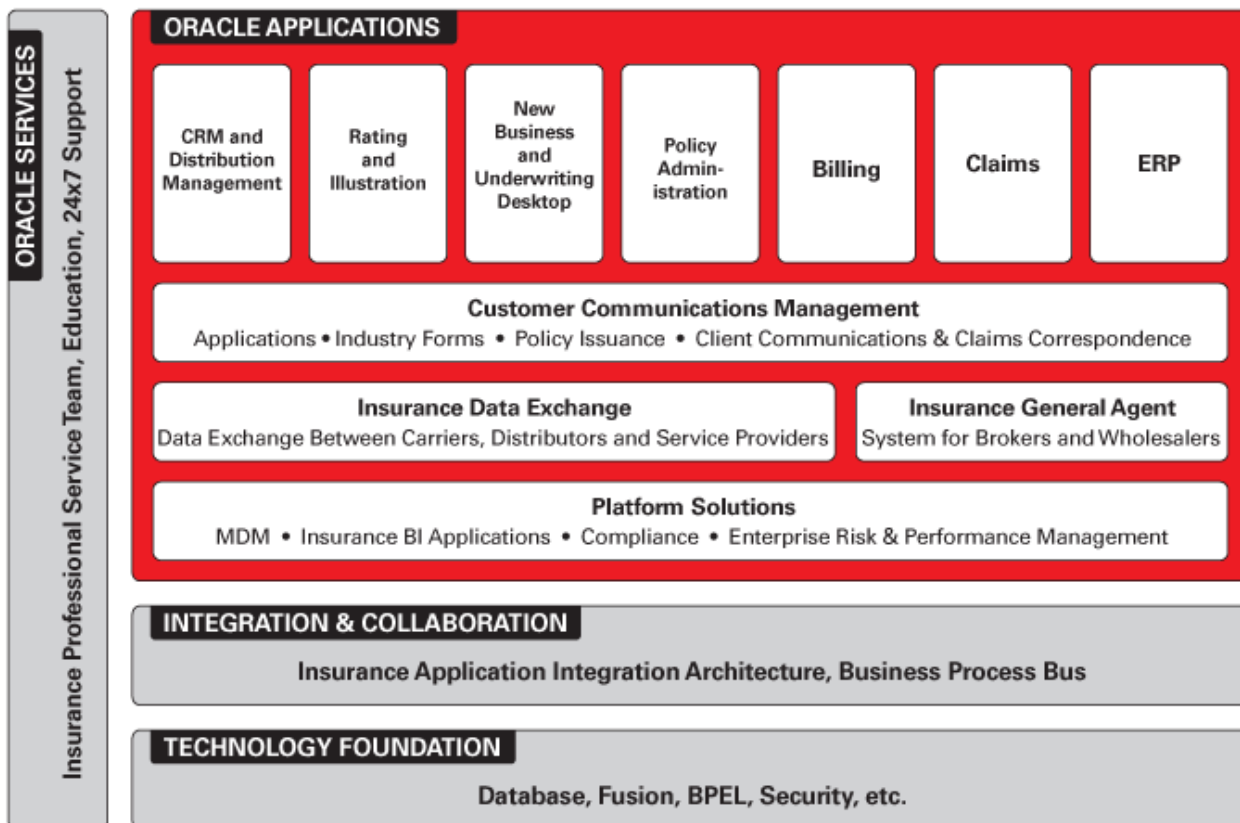 ORACLE SERVICES
Insurance Professional Service Team, Education, 24x7 Support
ORACLE APPLICATIONS
CRM and
Distribution
Management
Rating
and
Illustration
New
Business
and
Underwriting
Desktop
Policy
Admin-
istration
Billing
Claims
ERP
Customer Communications Management
Applications • Industry Forms • Policy Issuance • Client Communications & Claims Correspondence
Insurance Data Exchange
Data Exchange Between Carriers, Distributors and Service Providers
Insurance General Agent
System for Brokers and Wholesalers
Platform Solutions
MDM • Insurance BI Applications • Compliance • Enterprise Risk & Performance Management
INTEGRATION & COLLABORATION
Insurance Application Integration Architecture, Business Process Bus
TECHNOLOGY FOUNDATION
Database, Fusion, BPEL, Security, etc.